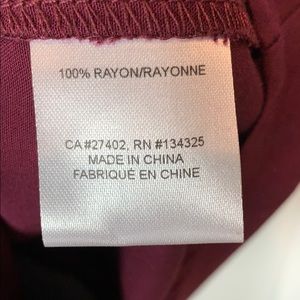 100% RAYON/RAYONNE
CA#27402, RN #134325
MADE IN CHINA
FABRIQUÉ EN CHINE